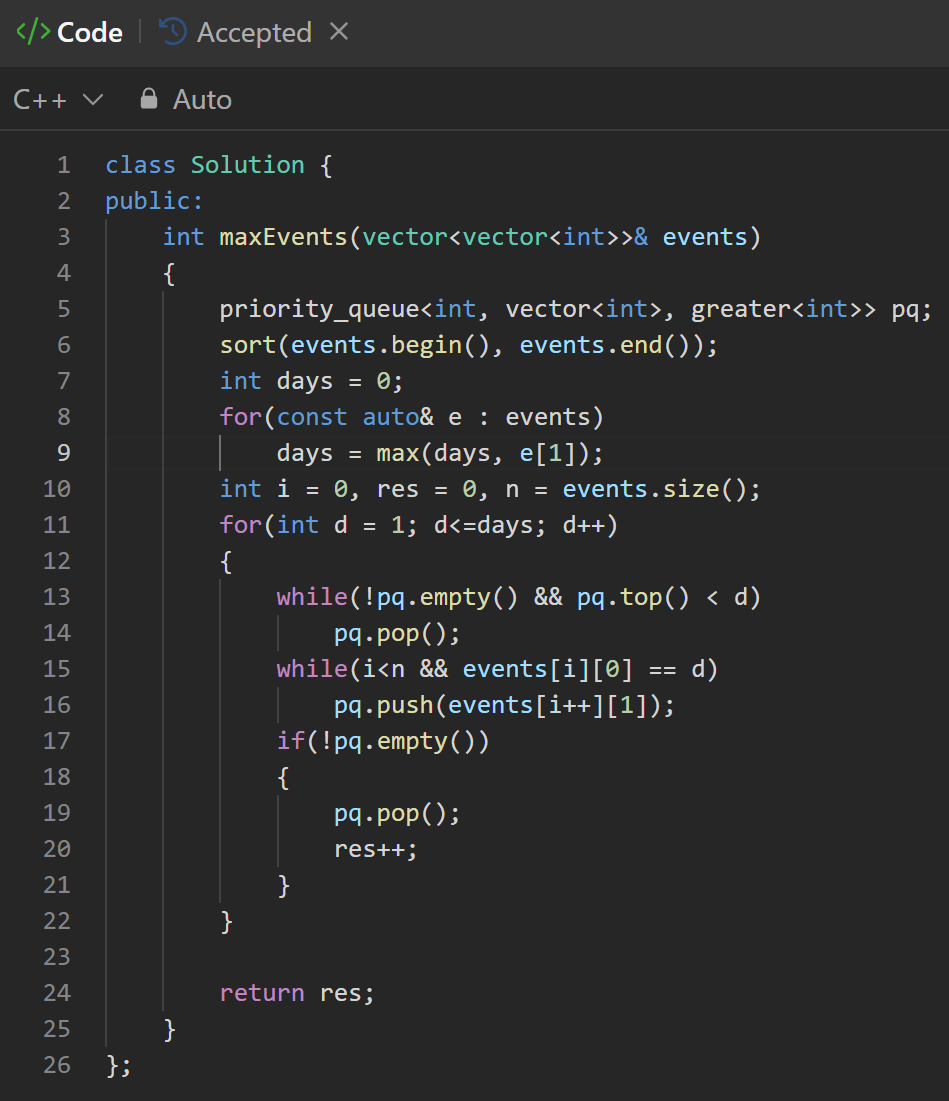 </> Code | Accepted ×
C++ Auto
1 class Solution {
2 public:
3     int maxEvents(vector<vector<int>>& events)
4     {
5         priority_queue<int, vector<int>, greater<int>> pq;
6         sort(events.begin(), events.end());
7         int days = 0;
8         for(const auto& e : events)
9             days = max(days, e[1]);
10         int i = 0, res = 0, n = events.size();
11         for(int d = 1; d<=days; d++)
12         {
13             while(!pq.empty() && pq.top() < d)
14                 pq.pop();
15             while(i<n && events[i][0] == d)
16                 pq.push(events[i++][1]);
17             if(!pq.empty())
18             {
19                 pq.pop();
20                 res++;
21             }
22         }
23
24         return res;
25     }
26 };